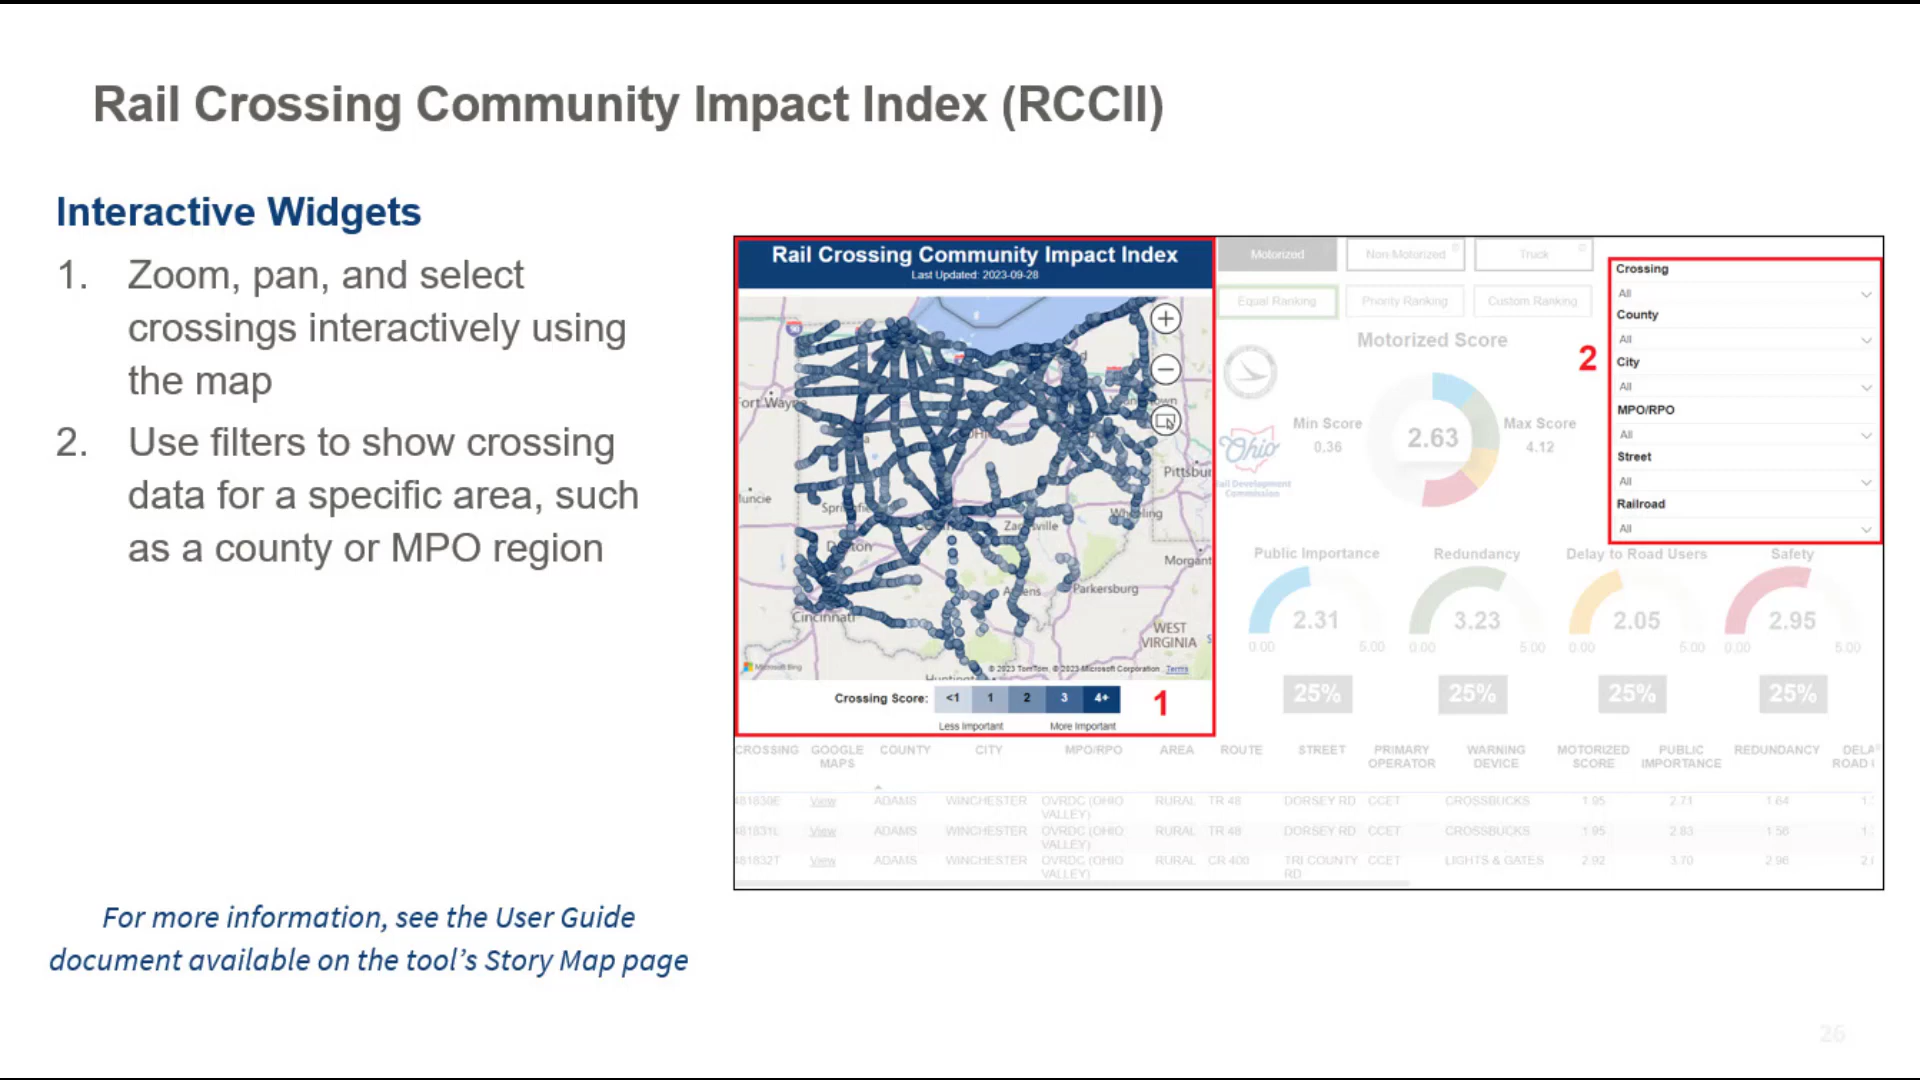 Rail Crossing Community Impact Index (RCCII)
Interactive Widgets
1. Zoom, pan, and select
crossings interactively using
the map
2. Use filters to show crossing
data for a specific area, such
as a county or MPO region
For more information, see the User Guide
document available on the tool's Story Map page
Rail Crossing Community Impact Index
Last Updated: 2023-09-28
ort Wayne
uncie
Pittsbur
Wheeling
Zanesville
Dayton
Morgant
Athens
Parkersburg
Cincinnati
WEST
VIRGINIA
Huntington
Microsoft Bing
© 2023 TomTom, © 2023 Microsoft Corporation Terms
Crossing Score: <1 1 2 3 4+
Less Important More Important
1
Motorized Non-Motorized Truck
Equal Ranking Priority Ranking Custom Ranking
Motorized Score
Min Score
0.36
2.63
Max Score
4.12
Ohio
ail Development
Commission
2
Crossing
All
County
All
City
All
MPO/RPO
All
Street
All
Railroad
All
Public Importance Redundancy Delay to Road Users Safety
2.31 3.23 2.05 2.95
0.00 5.00 0.00 5.00 0.00 5.00 0.00 5.00
25% 25% 25% 25%
CROSSING GOOGLE MAPS COUNTY CITY MPO/RPO AREA ROUTE STREET PRIMARY OPERATOR WARNING DEVICE MOTORIZED SCORE PUBLIC IMPORTANCE REDUNDANCY DELA ROAD
481830E View ADAMS WINCHESTER OVRDC (OHIO VALLEY) RURAL TR 48 DORSEY RD CCET CROSSBUCKS 1.95 2.71 1.64
481831L View ADAMS WINCHESTER OVRDC (OHIO VALLEY) RURAL TR 48 DORSEY RD CCET CROSSBUCKS 1.95 2.83
481832T View ADAMS WINCHESTER OVRDC (OHIO VALLEY) RURAL CR 400 TRI COUNTY RD CCET LIGHTS & GATES 2.92 3.70 2.96
26